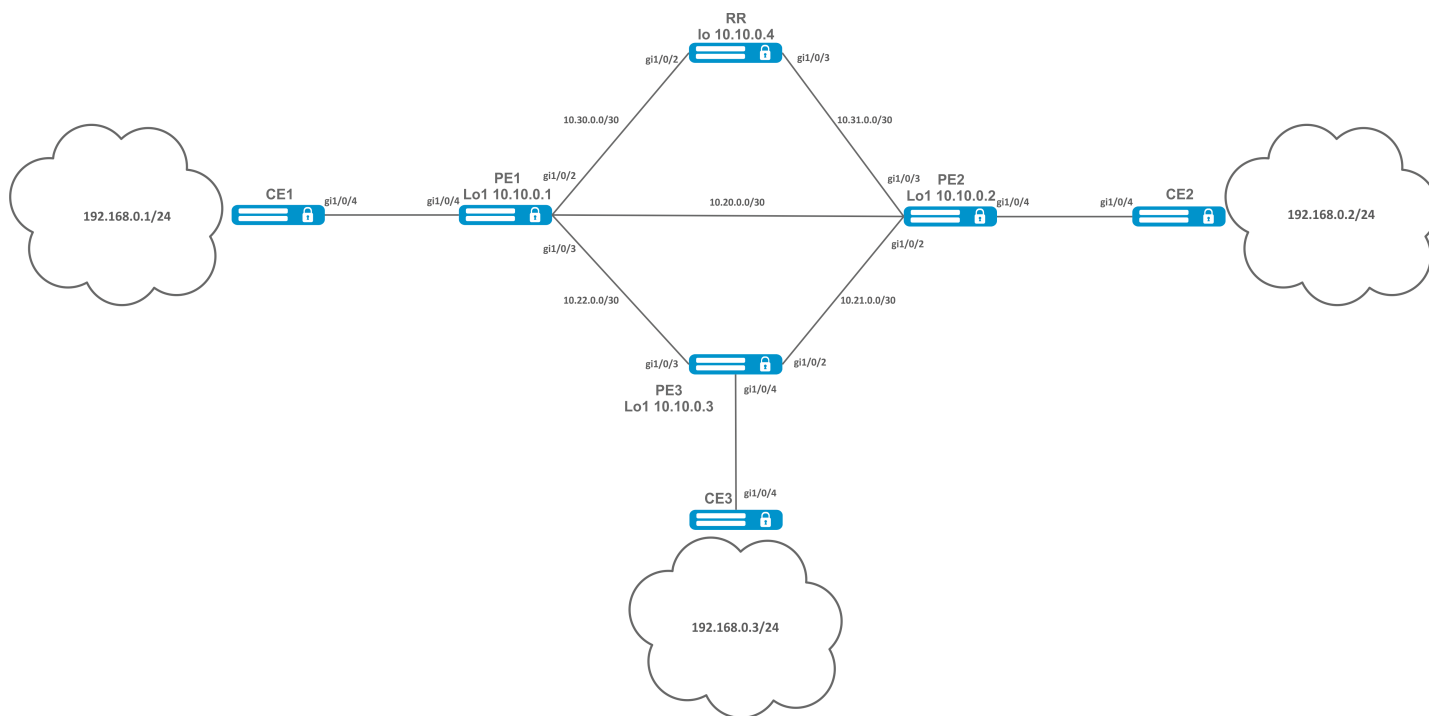 RR
lo 10.10.0.4
gi1/0/2
gi1/0/3
10.30.0.0/30
10.31.0.0/30
gi1/0/2
gi1/0/3
PE1
Lo1 10.10.0.1
PE2
Lo1 10.10.0.2
CE1
CE2
gi1/0/4
gi1/0/4
10.20.0.0/30
gi1/0/4
gi1/0/4
192.168.0.1/24
192.168.0.2/24
gi1/0/3
gi1/0/2
10.22.0.0/30
10.21.0.0/30
gi1/0/3
gi1/0/2
PE3
Lo1 10.10.0.3
gi1/0/4
CE3
gi1/0/4
192.168.0.3/24